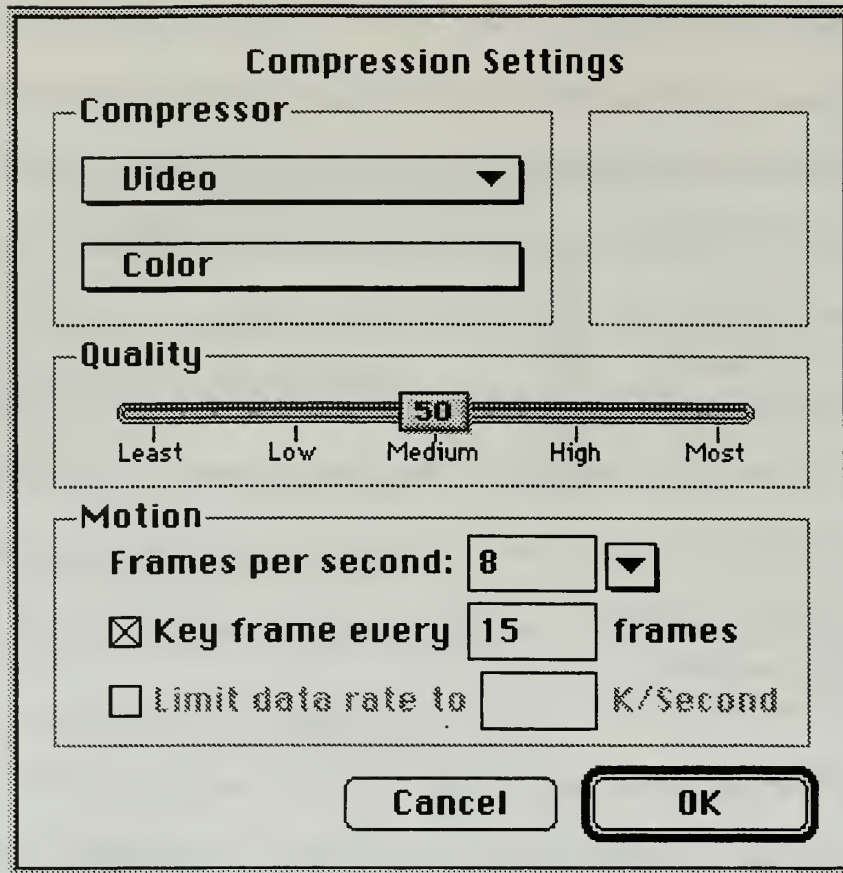 Compression Settings
Compressor
Video
Color
Quality
50
Least Low Medium High Most
Motion
Frames per second: 8
Key frame every 15 frames
Limit data rate to K/Second
Cancel OK